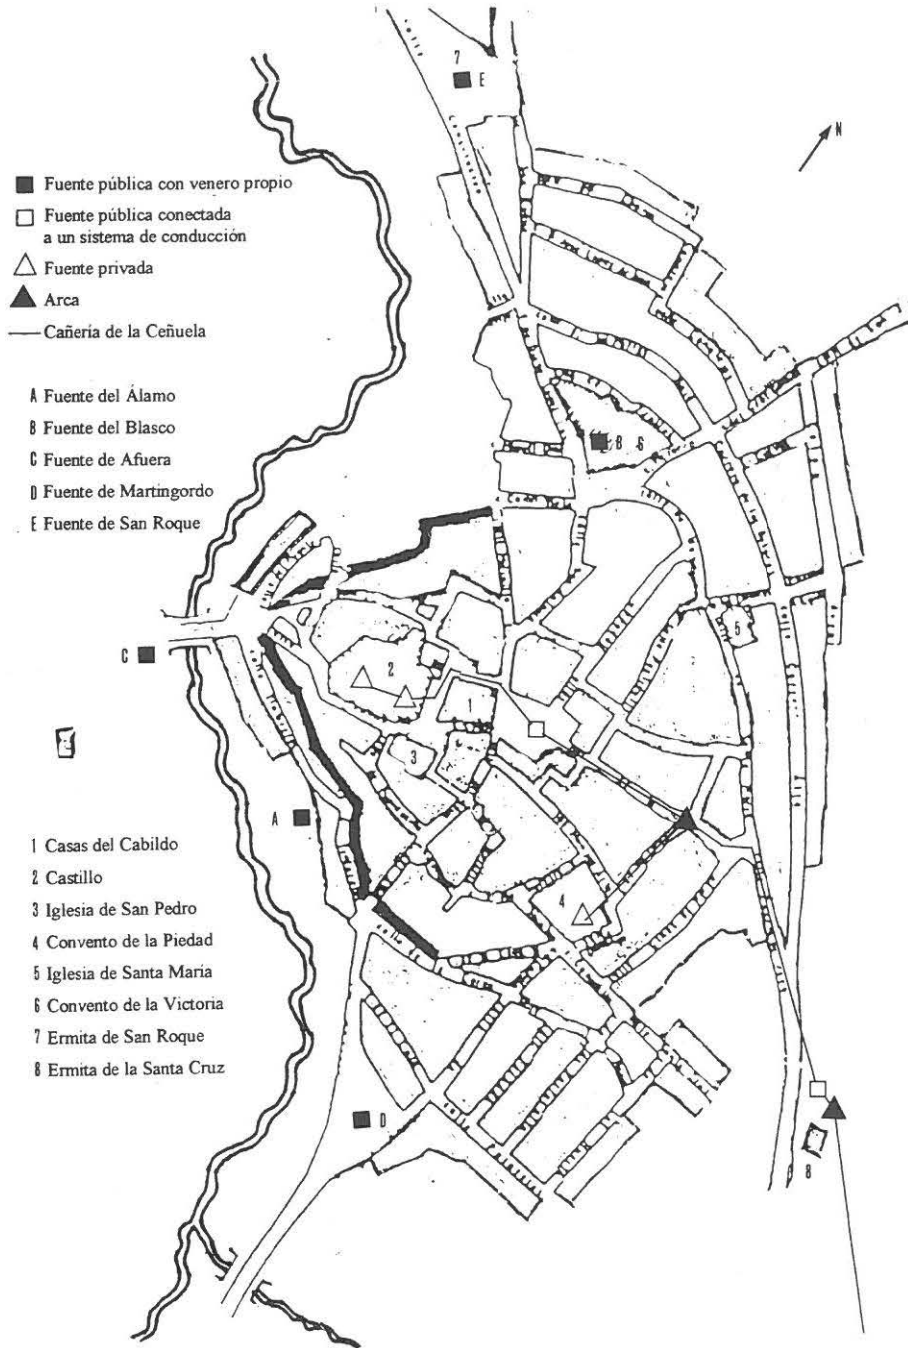 7
E
N
Fuente pública con venero propio
Fuente pública conectada
a un sistema de conducción
Fuente privada
Arca
Cañería de la Ceñuela
A Fuente del Álamo
B Fuente del Blasco
C Fuente de Afuera
D Fuente de Martingordo
E Fuente de San Roque
B 6
5
C
2
1
3
A
4
1 Casas del Cabildo
2 Castillo
3 Iglesia de San Pedro
4 Convento de la Piedad
5 Iglesia de Santa María
6 Convento de la Victoria
7 Ermita de San Roque
8 Ermita de la Santa Cruz
D
8